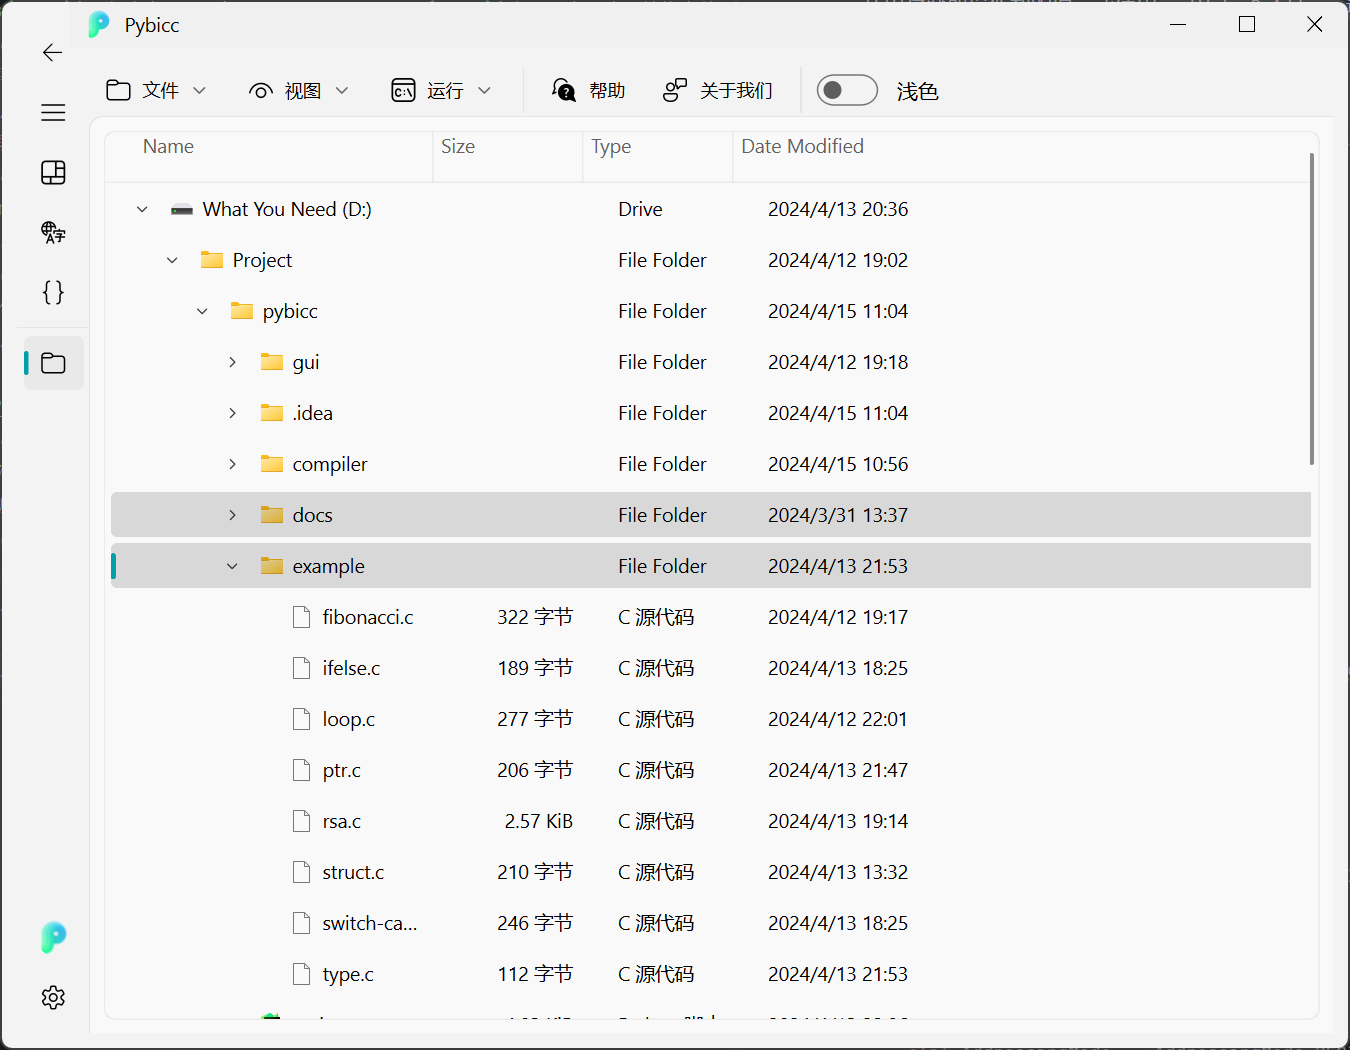 Pybicc
文件 视图 运行 帮助 关于我们 浅色
Name Size Type Date Modified
What You Need (D:) Drive 2024/4/13 20:36
Project File Folder 2024/4/12 19:02
pybicc File Folder 2024/4/15 11:04
gui File Folder 2024/4/12 19:18
.idea File Folder 2024/4/15 11:04
compiler File Folder 2024/4/15 10:56
docs File Folder 2024/3/31 13:37
example File Folder 2024/4/13 21:53
fibonacci.c 322 字节 C 源代码 2024/4/12 19:17
ifelse.c 189 字节 C 源代码 2024/4/13 18:25
loop.c 277 字节 C 源代码 2024/4/12 22:01
ptr.c 206 字节 C 源代码 2024/4/13 21:47
rsa.c 2.57 KiB C 源代码 2024/4/13 19:14
struct.c 210 字节 C 源代码 2024/4/13 13:32
switch-ca... 246 字节 C 源代码 2024/4/13 18:25
type.c 112 字节 C 源代码 2024/4/13 21:53